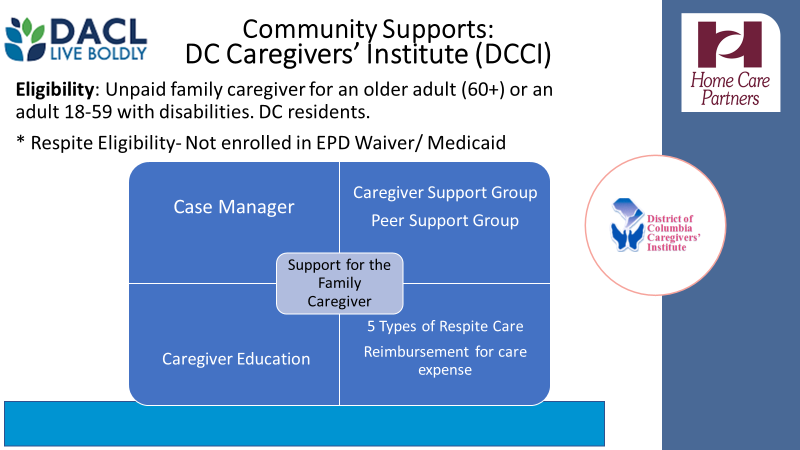 DACL
LIVE BOLDLY
Community Supports:
DC Caregivers’ Institute (DCCI)
Home Care
Partners
Eligibility: Unpaid family caregiver for an older adult (60+) or an
adult 18-59 with disabilities. DC residents.
* Respite Eligibility- Not enrolled in EPD Waiver/ Medicaid
Case Manager
Caregiver Support Group
Peer Support Group
Support for the
Family
Caregiver
Caregiver Education
5 Types of Respite Care
Reimbursement for care
expense
District of
Columbia
Caregivers’
Institute